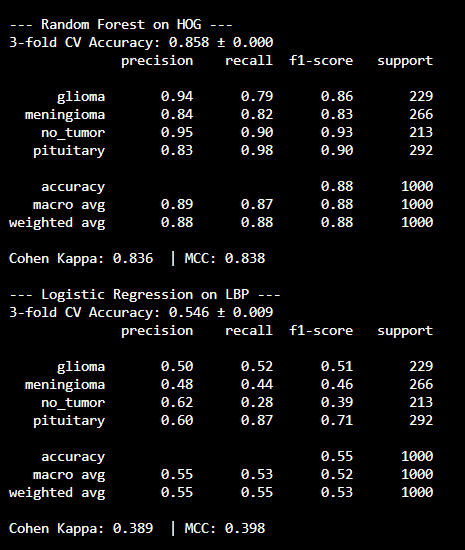 --- Random Forest on HOG ---
3-fold CV Accuracy: 0.858 ± 0.000
precision recall f1-score support
glioma 0.94 0.79 0.86 229
meningioma 0.84 0.82 0.83 266
no_tumor 0.95 0.90 0.93 213
pituitary 0.83 0.98 0.90 292
accuracy 0.88 1000
macro avg 0.89 0.87 0.88 1000
weighted avg 0.88 0.88 0.88 1000
Cohen Kappa: 0.836 | MCC: 0.838
--- Logistic Regression on LBP ---
3-fold CV Accuracy: 0.546 ± 0.009
precision recall f1-score support
glioma 0.50 0.52 0.51 229
meningioma 0.48 0.44 0.46 266
no_tumor 0.62 0.28 0.39 213
pituitary 0.60 0.87 0.71 292
accuracy 0.55 1000
macro avg 0.55 0.53 0.52 1000
weighted avg 0.55 0.55 0.53 1000
Cohen Kappa: 0.389 | MCC: 0.398